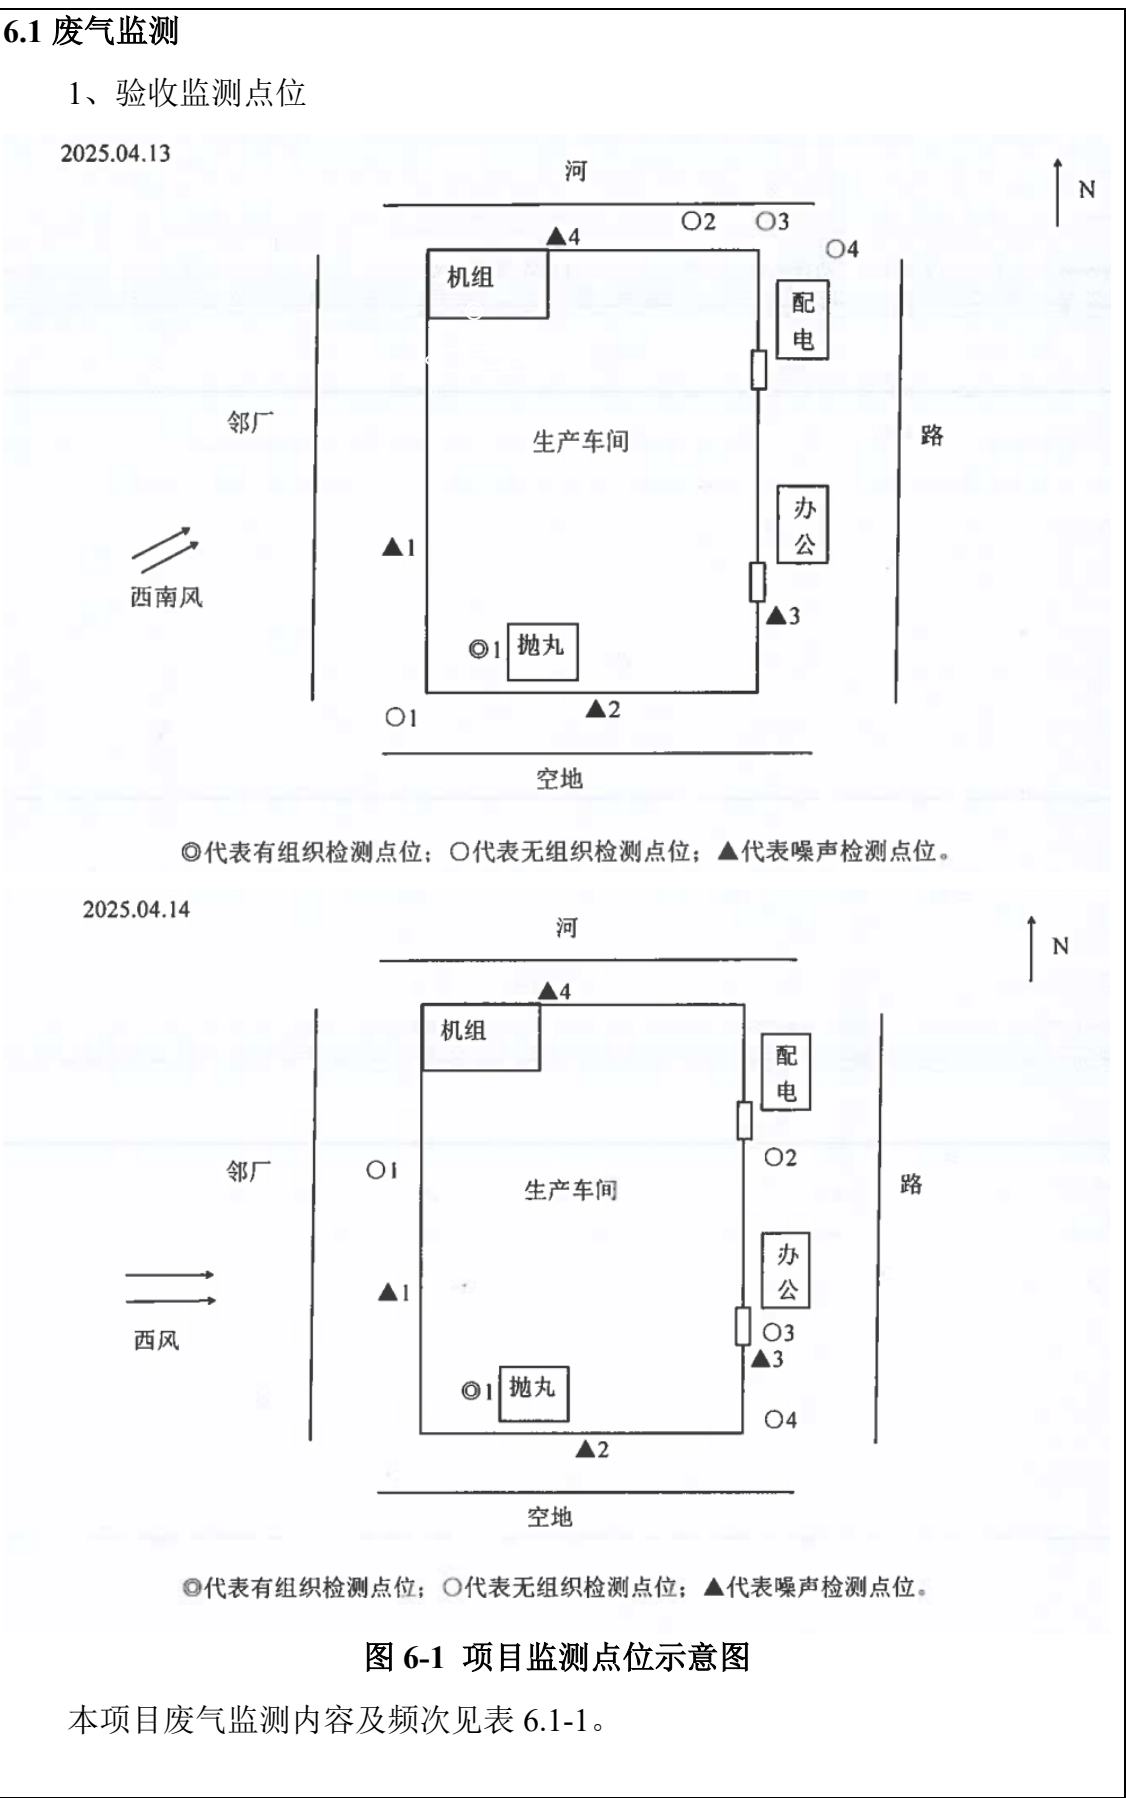 6.1 废气监测
1、验收监测点位
2025.04.13
河
N
○2 ○3
▲4
○4
机组
配电
邻厂
生产车间
路
办公
▲1
西南风
▲3
◎1 抛丸
○1
▲2
空地
◎代表有组织检测点位；○代表无组织检测点位；▲代表噪声检测点位。
2025.04.14
河
N
▲4
机组
配电
○2
邻厂
○1
生产车间
路
办公
▲1
西风
○3
▲3
◎1 抛丸
○4
▲2
空地
◎代表有组织检测点位；○代表无组织检测点位；▲代表噪声检测点位。
图 6-1 项目监测点位示意图
本项目废气监测内容及频次见表 6.1-1。